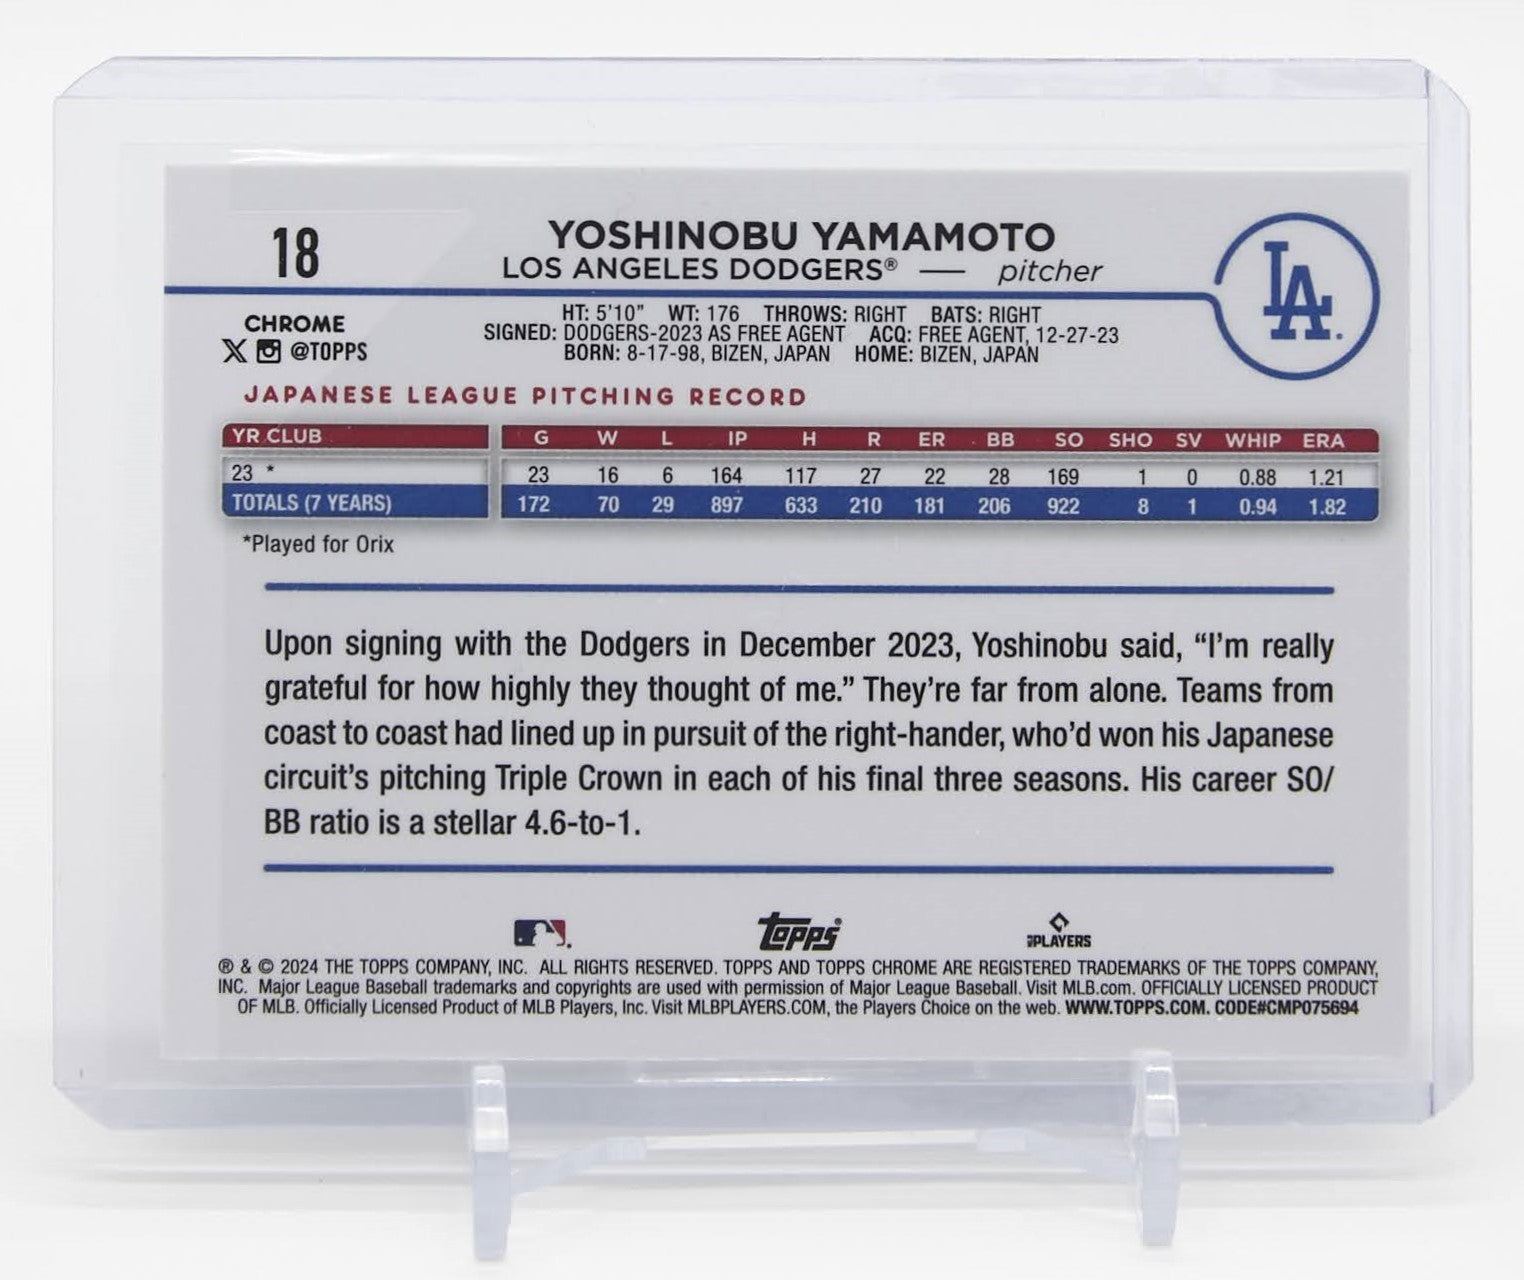 18
YOSHINOBU YAMAMOTO
LOS ANGELES DODGERS® — pitcher
LA
CHROME
@TOPPS
HT: 5'10" WT: 176 THROWS: RIGHT BATS: RIGHT
SIGNED: DODGERS-2023 AS FREE AGENT ACQ: FREE AGENT, 12-27-23
BORN: 8-17-98, BIZEN, JAPAN HOME: BIZEN, JAPAN
JAPANESE LEAGUE PITCHING RECORD
YR CLUB G W L IP H R ER BB SO SHO SV WHIP ERA
23 * 23 16 6 164 117 27 22 28 169 1 0 0.88 1.21
TOTALS (7 YEARS) 172 70 29 897 633 210 181 206 922 8 1 0.94 1.82
*Played for Orix
Upon signing with the Dodgers in December 2023, Yoshinobu said, “I’m really
grateful for how highly they thought of me.” They’re far from alone. Teams from
coast to coast had lined up in pursuit of the right-hander, who’d won his Japanese
circuit’s pitching Triple Crown in each of his final three seasons. His career SO/
BB ratio is a stellar 4.6-to-1.
Topps®
MLBPLAYERS
® & © 2024 THE TOPPS COMPANY, INC. ALL RIGHTS RESERVED. TOPPS AND TOPPS CHROME ARE REGISTERED TRADEMARKS OF THE TOPPS COMPANY,
INC. Major League Baseball trademarks and copyrights are used with permission of Major League Baseball. Visit MLB.com. OFFICIALLY LICENSED PRODUCT
OF MLB. Officially Licensed Product of MLB Players, Inc. Visit MLBPLAYERS.COM, the Players Choice on the web. WWW.TOPPS.COM. CODE#CMP075694